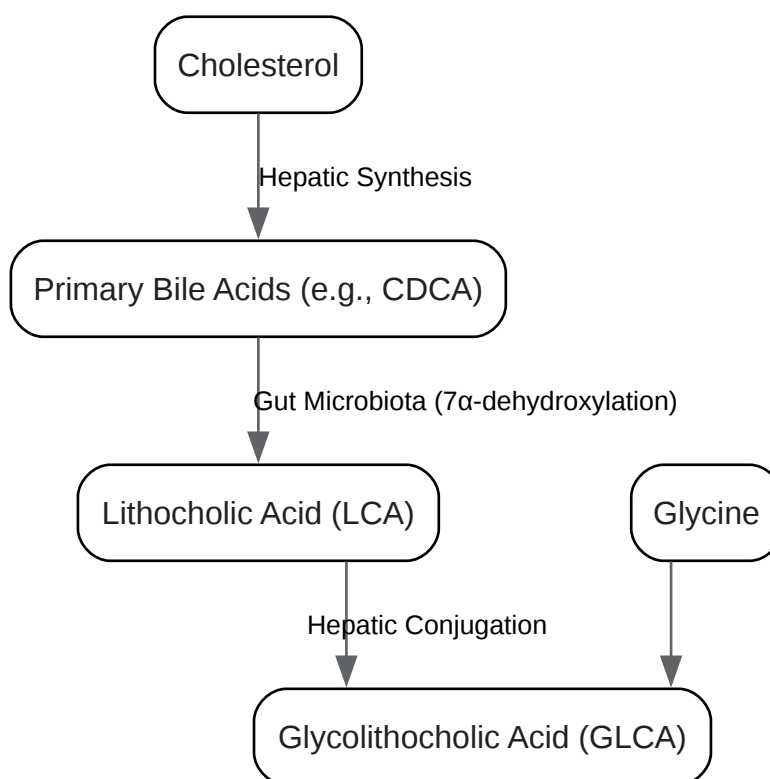 Cholesterol
Hepatic Synthesis
Primary Bile Acids (e.g., CDCA)
Gut Microbiota (7α-dehydroxylation)
Lithocholic Acid (LCA)
Glycine
Hepatic Conjugation
Glycolithocholic Acid (GLCA)